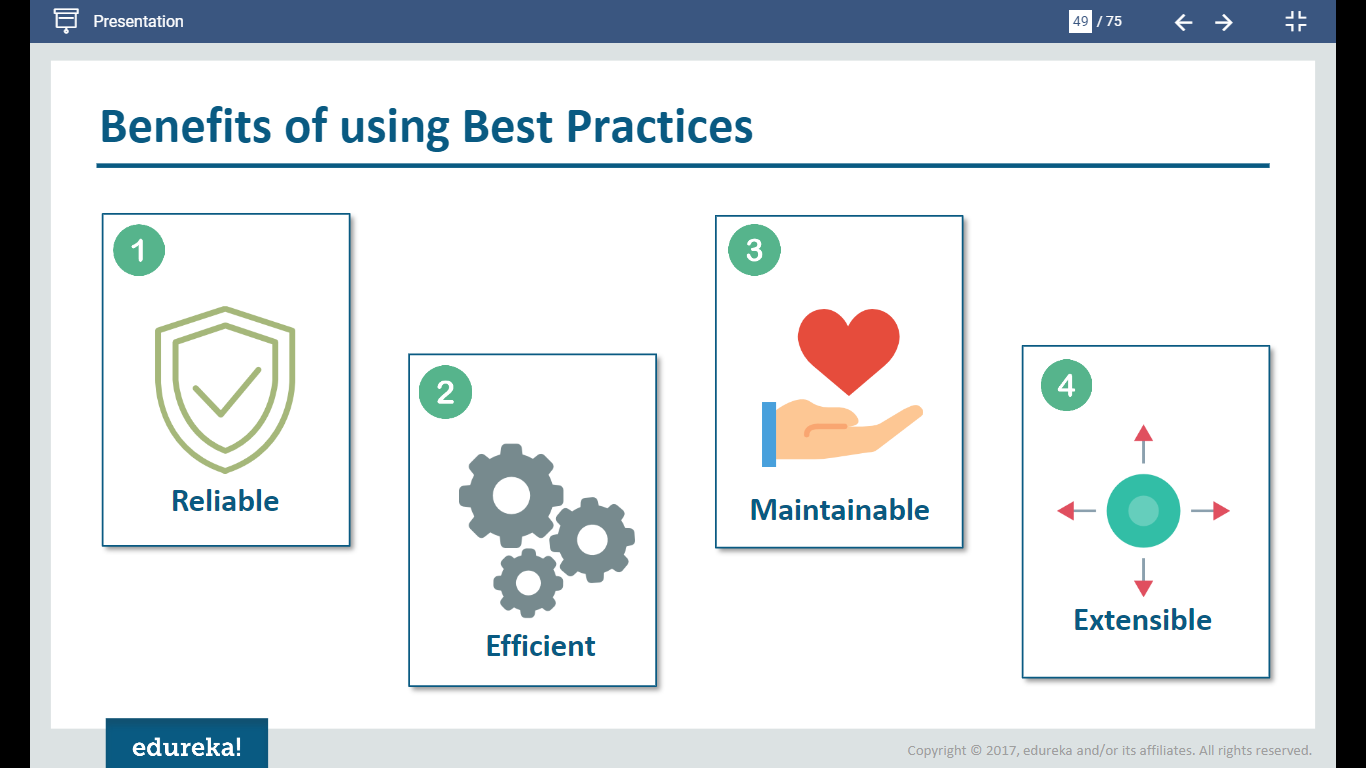 Presentation
49 / 75
Benefits of using Best Practices
1
Reliable
2
Efficient
3
Maintainable
4
Extensible
edureka!
Copyright © 2017, edureka and/or its affiliates. All rights reserved.